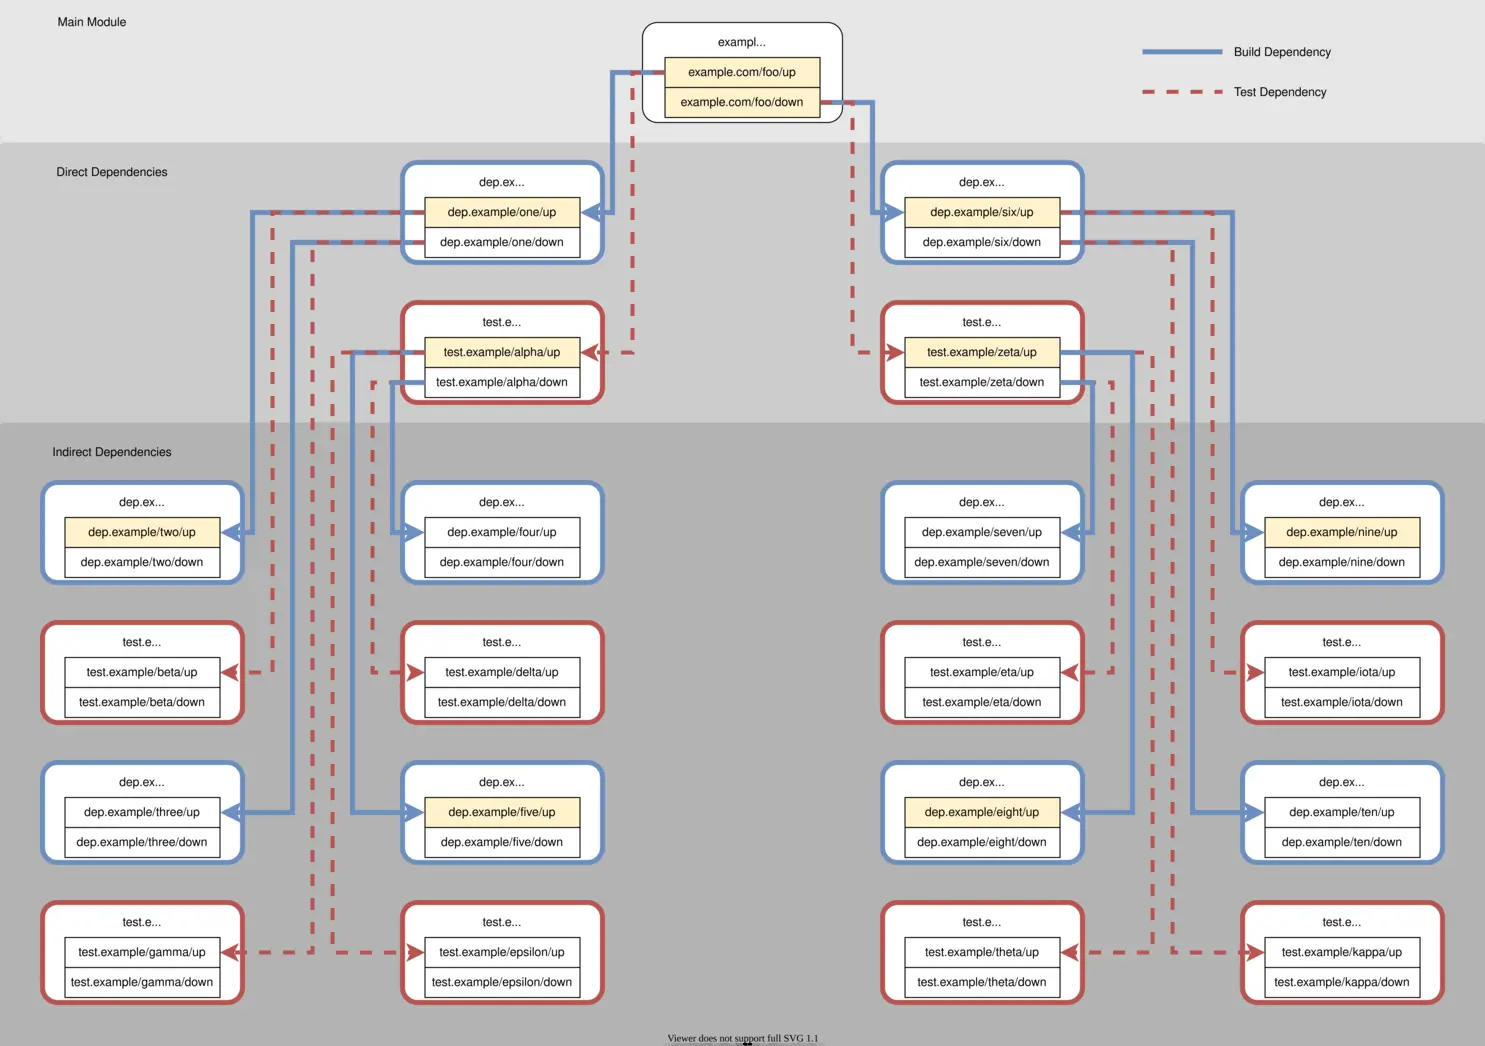 Main Module
exampl...
example.com/foo/up
example.com/foo/down
Build Dependency
Test Dependency
Direct Dependencies
dep.ex...
dep.example/one/up
dep.example/one/down
dep.ex...
dep.example/six/up
dep.example/six/down
test.e...
test.example/alpha/up
test.example/alpha/down
test.e...
test.example/zeta/up
test.example/zeta/down
Indirect Dependencies
dep.ex...
dep.example/two/up
dep.example/two/down
dep.ex...
dep.example/four/up
dep.example/four/down
dep.ex...
dep.example/seven/up
dep.example/seven/down
dep.ex...
dep.example/nine/up
dep.example/nine/down
test.e...
test.example/beta/up
test.example/beta/down
test.e...
test.example/delta/up
test.example/delta/down
test.e...
test.example/eta/up
test.example/eta/down
test.e...
test.example/iota/up
test.example/iota/down
dep.ex...
dep.example/three/up
dep.example/three/down
dep.ex...
dep.example/five/up
dep.example/five/down
dep.ex...
dep.example/eight/up
dep.example/eight/down
dep.ex...
dep.example/ten/up
dep.example/ten/down
test.e...
test.example/gamma/up
test.example/gamma/down
test.e...
test.example/epsilon/up
test.example/epsilon/down
test.e...
test.example/theta/up
test.example/theta/down
test.e...
test.example/kappa/up
test.example/kappa/down
Viewer does not support full SVG 1.1